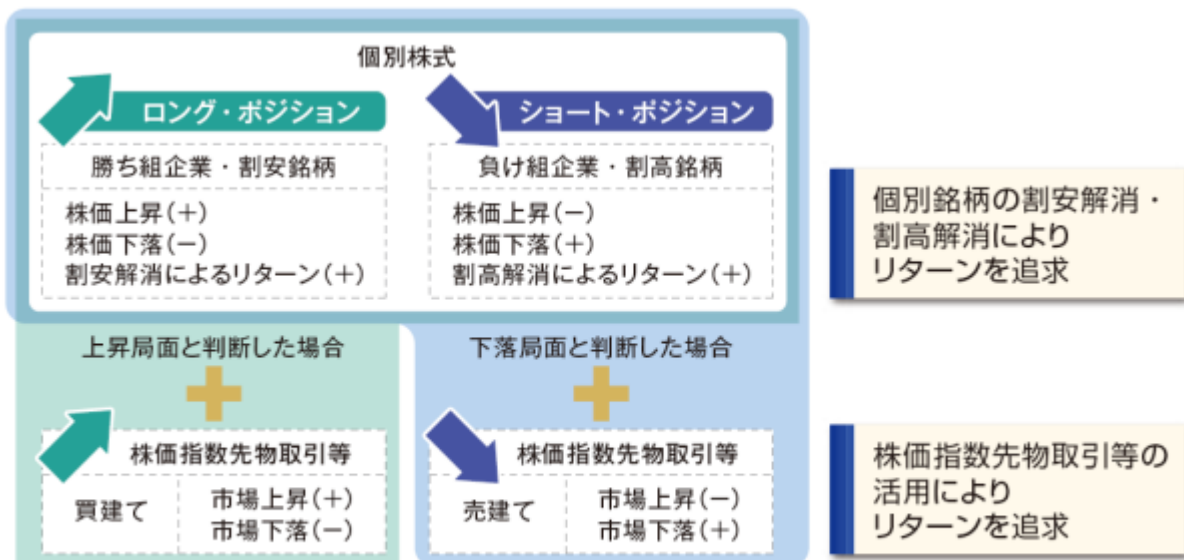 個別株式
ロング・ポジション
勝ち組企業・割安銘柄
株価上昇(+)
株価下落(-)
割安解消によるリターン(+)
ショート・ポジション
負け組企業・割高銘柄
株価上昇(-)
株価下落(+)
割高解消によるリターン(+)
個別銘柄の割安解消・
割高解消により
リターンを追求
上昇局面と判断した場合
+
株価指数先物取引等
買建て
市場上昇(+)
市場下落(-)
下落局面と判断した場合
+
株価指数先物取引等
売建て
市場上昇(-)
市場下落(+)
株価指数先物取引等の
活用により
リターンを追求